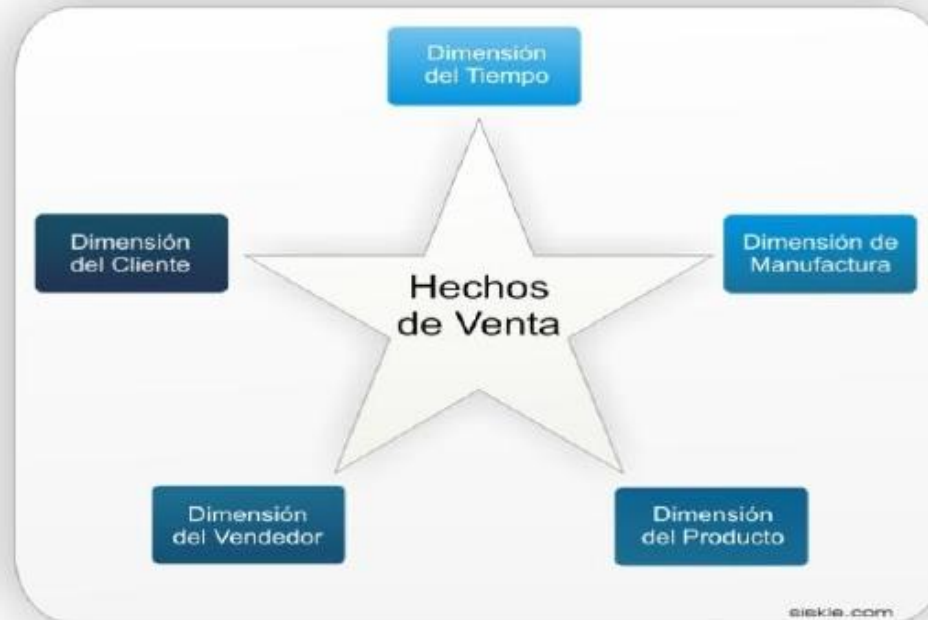 Dimensión
del Tiempo
Dimensión
del Cliente
Dimensión de
Manufactura
Hechos
de Venta
Dimensión
del Vendedor
Dimensión
del Producto
siskle.com